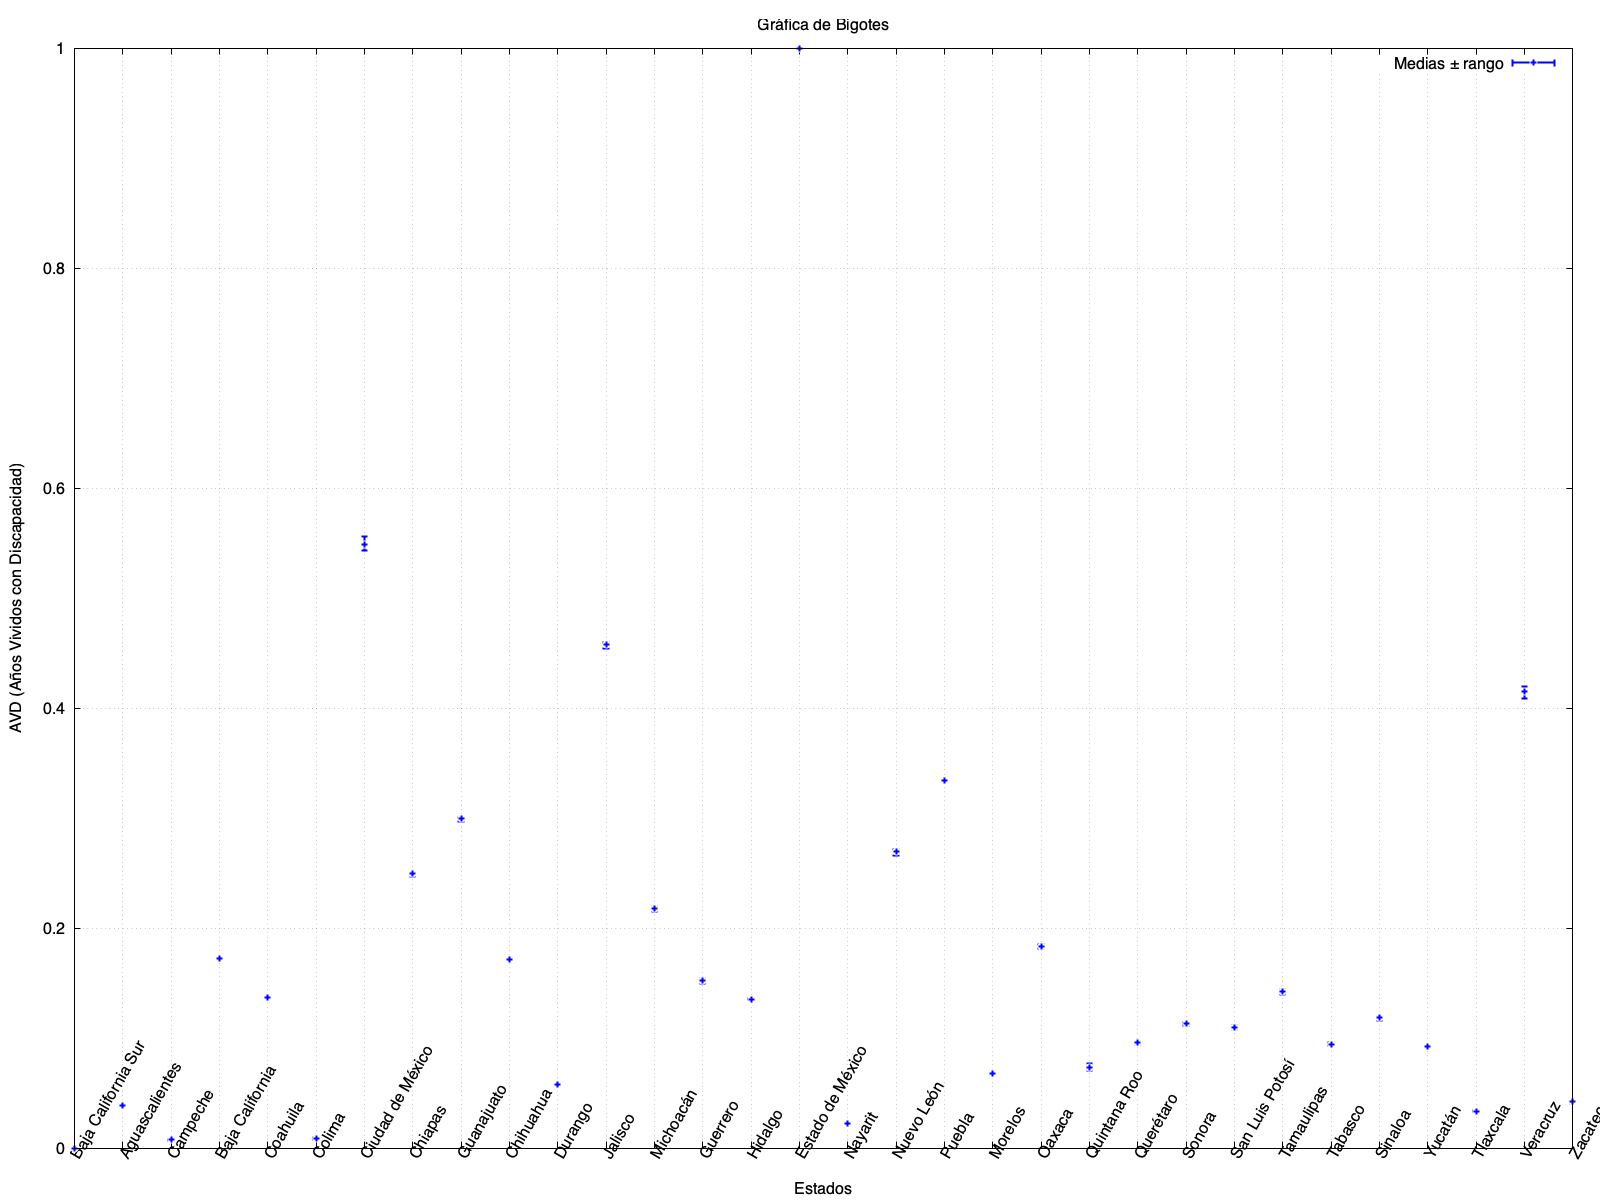 Gráfica de Bigotes
Medias ± rango
1
0.8
0.6
0.4
0.2
0
AVD (Años Vividos con Discapacidad)
Baja California Sur
Aguascalientes
Campeche
Baja California
Coahuila
Colima
Ciudad de México
Chiapas
Guanajuato
Chihuahua
Durango
Jalisco
Michoacán
Guerrero
Hidalgo
Estado de México
Nayarit
Nuevo León
Puebla
Morelos
Oaxaca
Quintana Roo
Querétaro
Sonora
San Luis Potosí
Tamaulipas
Tabasco
Sinaloa
Yucatán
Tlaxcala
Veracruz
Zacate
Estados